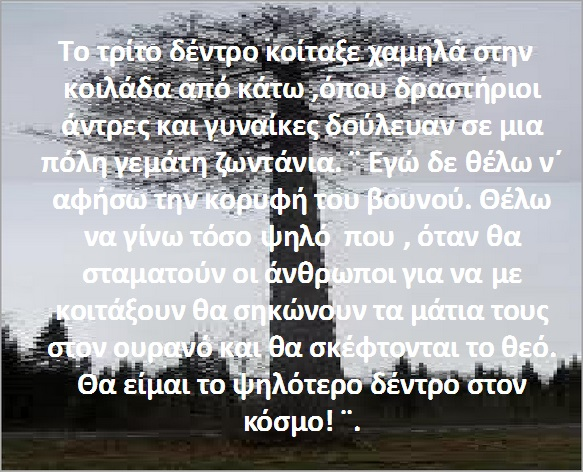 Το τρίτο δέντρο κοίταξε χαμηλά στην
κοιλάδα από κάτω ,όπου δραστήριοι
άντρες και γυναίκες δούλευαν σε μια
πόλη γεμάτη ζωντάνια. ¨ Εγώ δε θέλω ν΄
αφήσω την κορυφή του βουνού. Θέλω
να γίνω τόσο ψηλό  που , όταν θα
σταματούν οι άνθρωποι για να με
κοιτάξουν θα σηκώνουν τα μάτια τους
στον ουρανό και θα σκέφτονται το θεό.
Θα είμαι το ψηλότερο δέντρο στον
κόσμο! ¨.